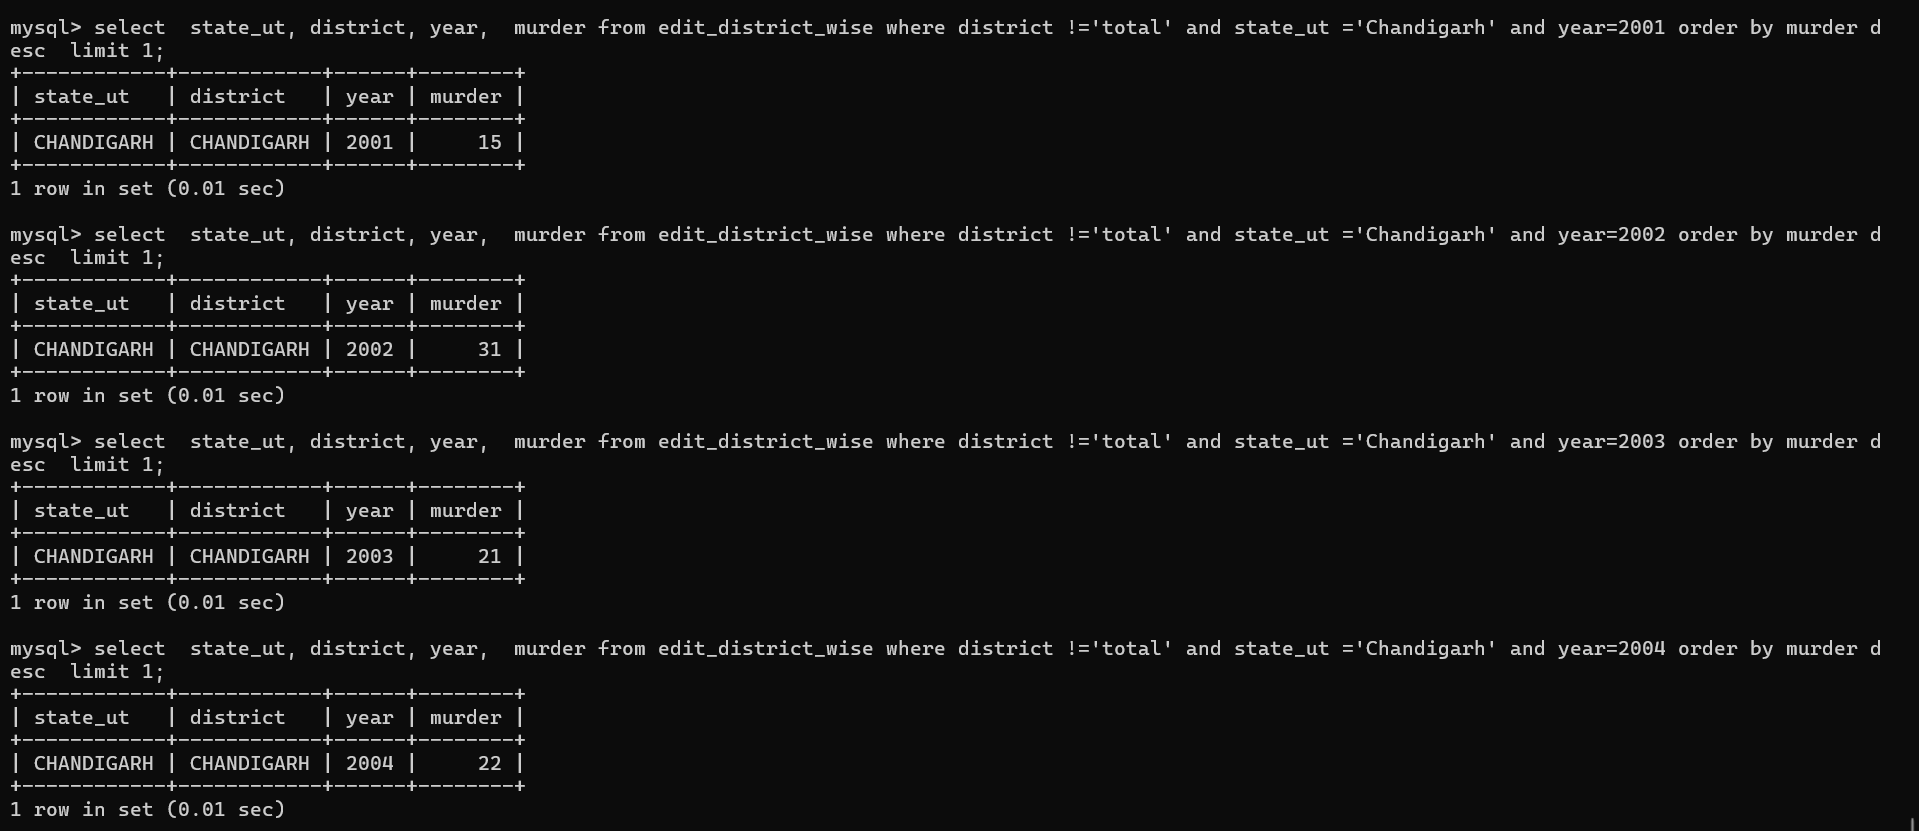 mysql> select  state_ut, district, year,  murder from edit_district_wise where district !='total' and state_ut ='Chandigarh' and year=2001 order by murder d
esc  limit 1;
+------------+------------+------+--------+
| state_ut   | district   | year | murder |
+------------+------------+------+--------+
| CHANDIGARH | CHANDIGARH | 2001 |     15 |
+------------+------------+------+--------+
1 row in set (0.01 sec)
mysql> select  state_ut, district, year,  murder from edit_district_wise where district !='total' and state_ut ='Chandigarh' and year=2002 order by murder d
esc  limit 1;
+------------+------------+------+--------+
| state_ut   | district   | year | murder |
+------------+------------+------+--------+
| CHANDIGARH | CHANDIGARH | 2002 |     31 |
+------------+------------+------+--------+
1 row in set (0.01 sec)
mysql> select  state_ut, district, year,  murder from edit_district_wise where district !='total' and state_ut ='Chandigarh' and year=2003 order by murder d
esc  limit 1;
+------------+------------+------+--------+
| state_ut   | district   | year | murder |
+------------+------------+------+--------+
| CHANDIGARH | CHANDIGARH | 2003 |     21 |
+------------+------------+------+--------+
1 row in set (0.01 sec)
mysql> select  state_ut, district, year,  murder from edit_district_wise where district !='total' and state_ut ='Chandigarh' and year=2004 order by murder d
esc  limit 1;
+------------+------------+------+--------+
| state_ut   | district   | year | murder |
+------------+------------+------+--------+
| CHANDIGARH | CHANDIGARH | 2004 |     22 |
+------------+------------+------+--------+
1 row in set (0.01 sec)